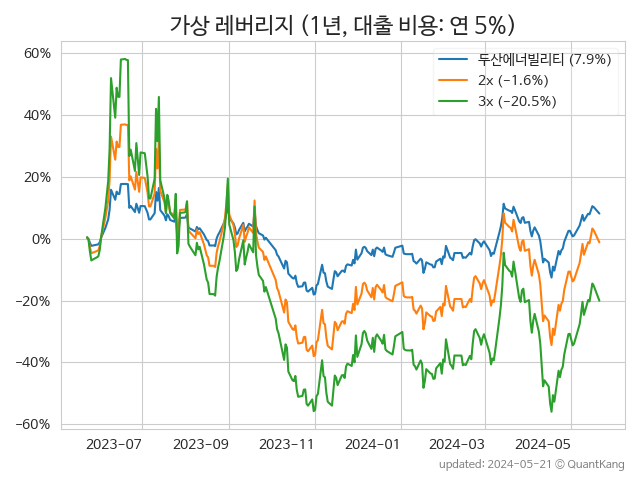 가상 레버리지 (1년, 대출 비용: 연 5%)
60%
40%
20%
0%
−20%
−40%
−60%
두산에너빌리티 (7.9%)
2x (−1.6%)
3x (−20.5%)
2023-07 2023-09 2023-11 2024-01 2024-03 2024-05
updated: 2024-05-21 © QuantKang